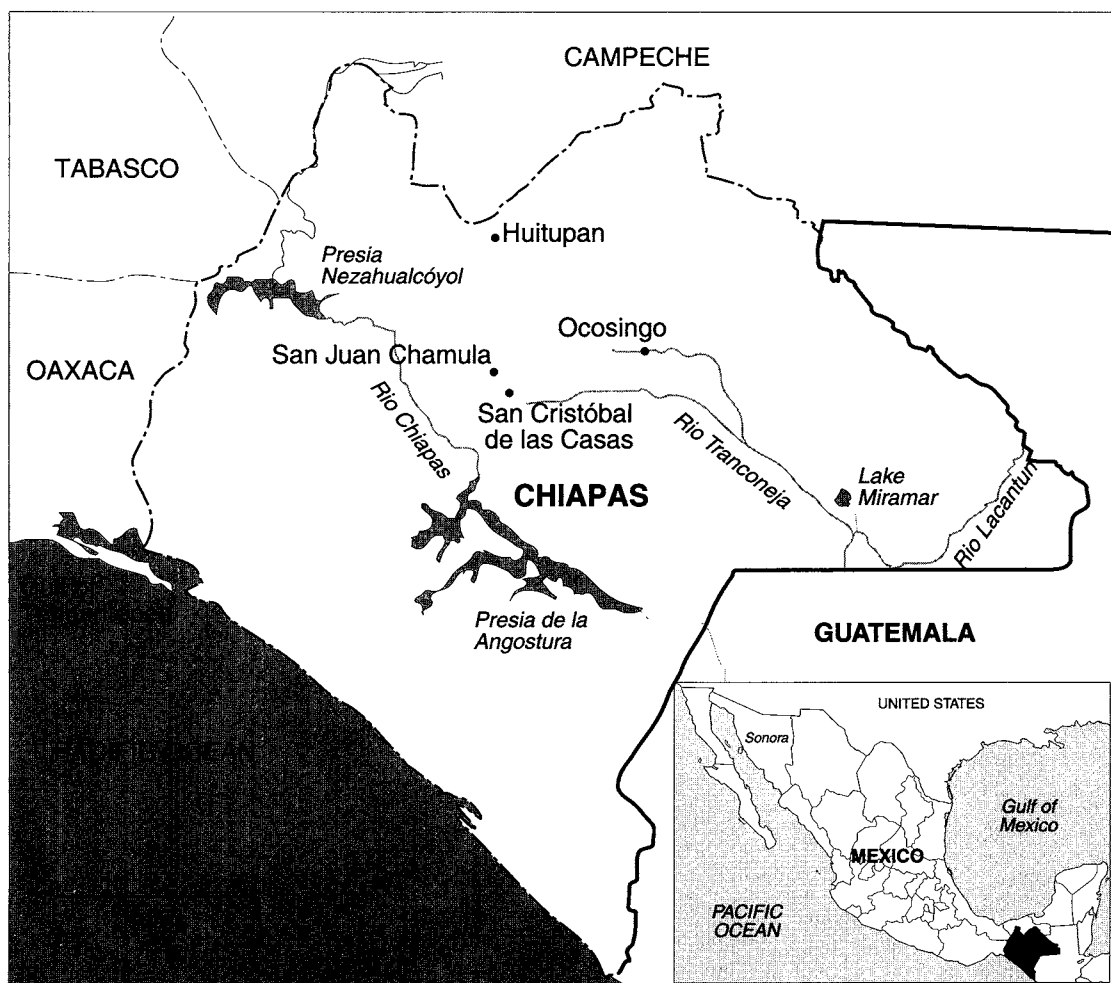 CAMPECHE
TABASCO
Huitupan
Presia
Nezahualcóyol
Ocosingo
San Juan Chamula
OAXACA
San Cristóbal
de las Casas
Rio Chiapas
Rio Tranconeja
CHIAPAS
Lake
Miramar
Rio Lacantun
Presia de la
Angostura
GUATEMALA
PACIFIC OCEAN
UNITED STATES
Sonora
Gulf of
Mexico
MEXICO
PACIFIC
OCEAN